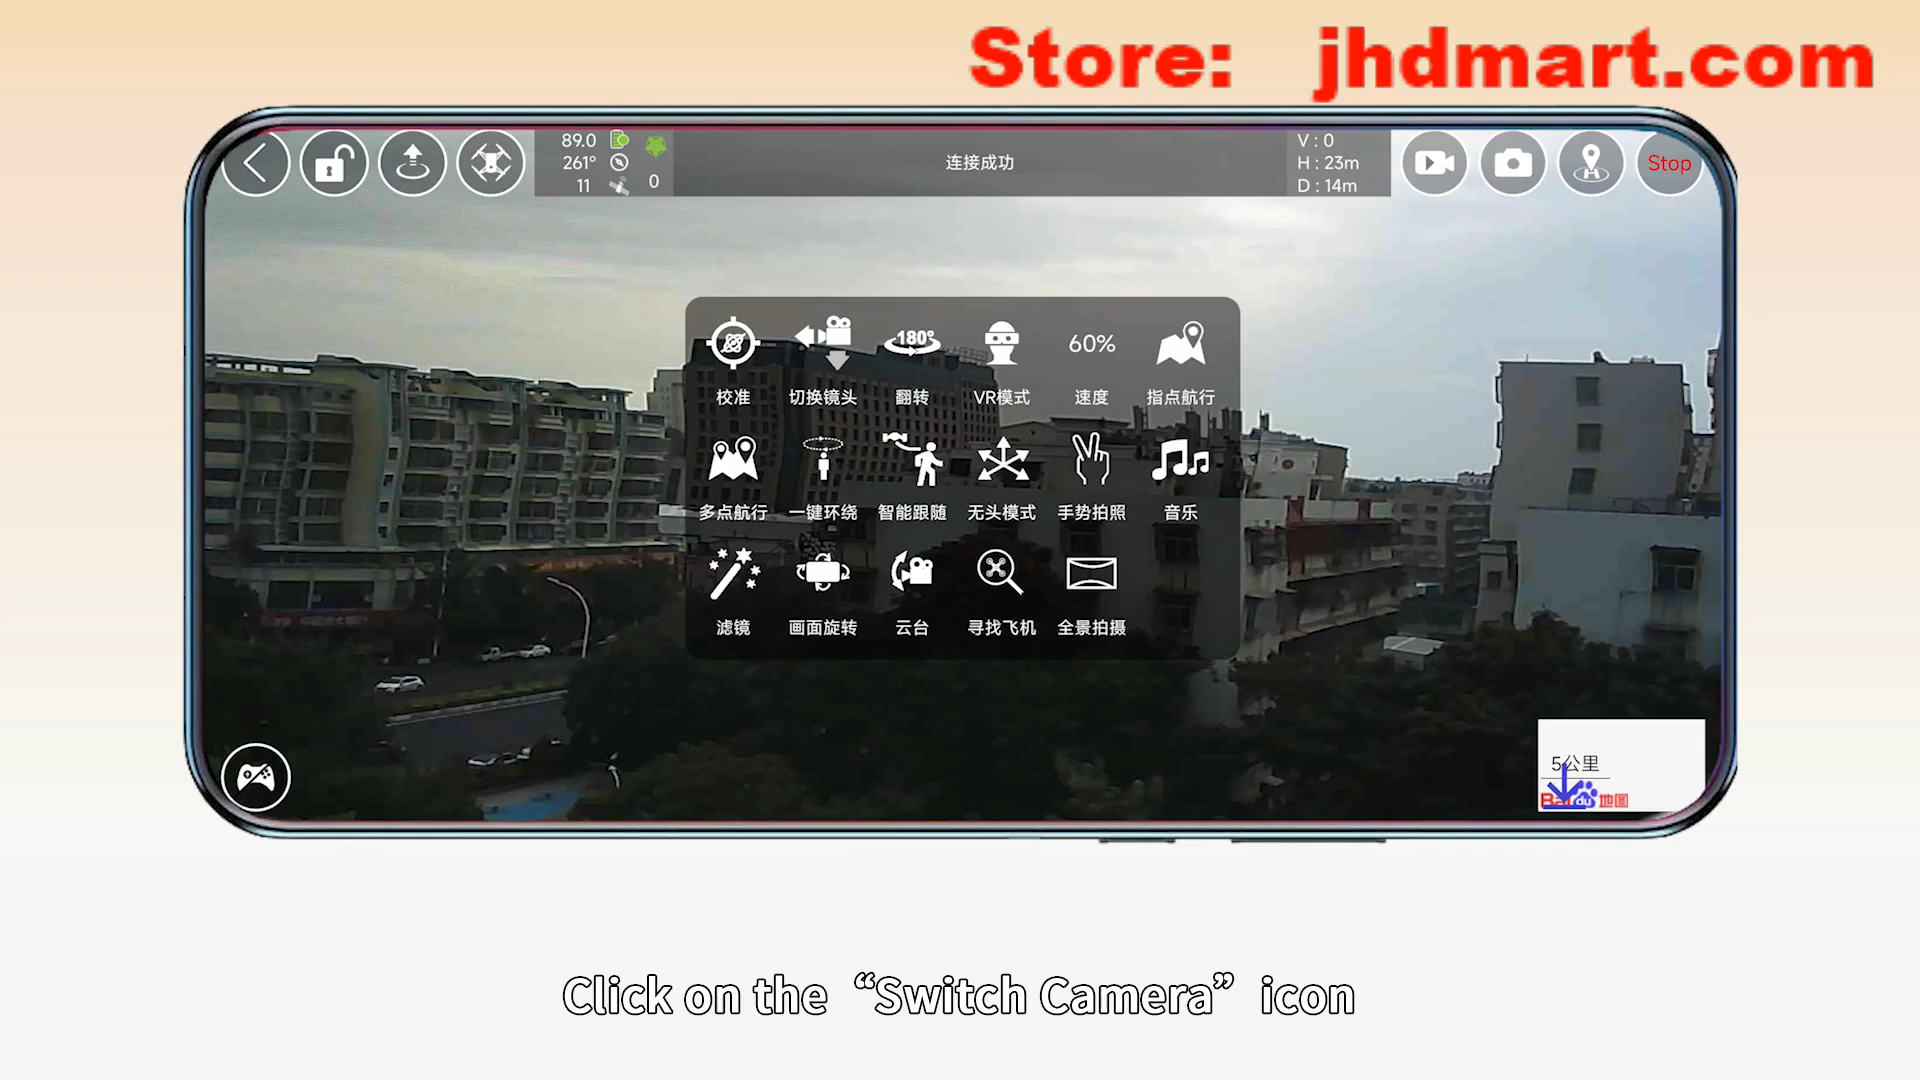 Store: jhdmart.com
89.0
261°
11
0
连接成功
V : 0
H : 23m
D : 14m
Stop
180°
60%
校准
切换镜头
翻转
VR模式
速度
指点航行
多点航行
一键环绕
智能跟随
无头模式
手势拍照
音乐
滤镜
画面旋转
云台
寻找飞机
全景拍摄
5公里
Bai du 地图
Click on the “Switch Camera” icon